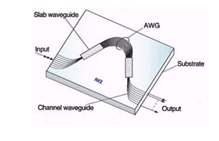 Slab waveguide
AWG
Input
Substrate
Output
Channel waveguide